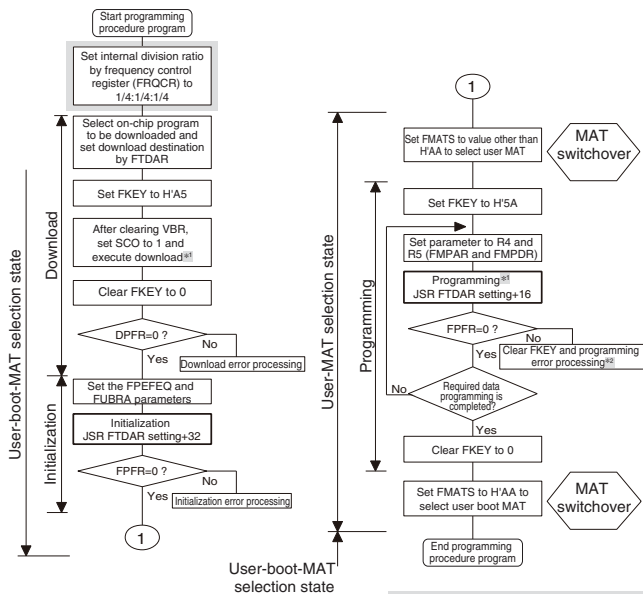 Start programming
procedure program
Set internal division ratio
by frequency control
register (FRQCR) to
1/4:1/4:1/4
Select on-chip program
to be downloaded and
set download destination
by FTDAR
Set FKEY to H'A5
After clearing VBR,
set SCO to 1 and
execute download*1
Clear FKEY to 0
DPFR=0 ?
No
Yes
Download error processing
Set the FPEFEQ and
FUBRA parameters
Initialization
JSR FTDAR setting+32
FPFR=0 ?
No
Yes
Initialization error processing
1
Download
Initialization
User-boot-MAT selection state
1
Set FMATS to value other than
H'AA to select user MAT
MAT
switchover
Set FKEY to H'5A
Set parameter to R4 and
R5 (FMPAR and FMPDR)
Programming*1
JSR FTDAR setting+16
FPFR=0 ?
No
Yes
Clear FKEY and programming
error processing*2
No
Required data
programming is
completed?
Yes
Clear FKEY to 0
Set FMATS to H'AA to
select user boot MAT
MAT
switchover
End programming
procedure program
Programming
User-MAT selection state
User-boot-MAT
selection state